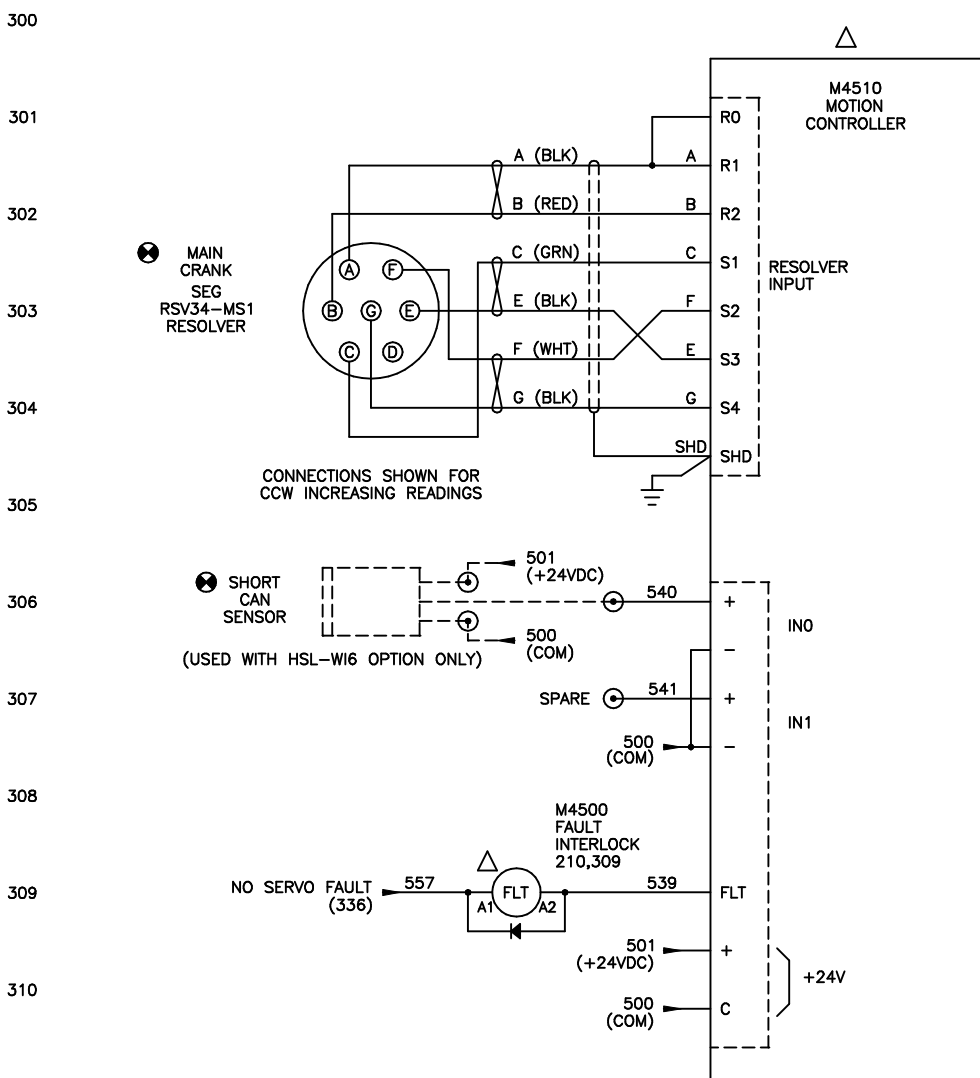 300
M4510
MOTION
CONTROLLER
301
R0
A (BLK) A R1
302
B (RED) B R2
MAIN
CRANK
SEG
RSV34-MS1
RESOLVER
A F
B G E
C D
C (GRN) C S1
RESOLVER
INPUT
303
E (BLK) F S2
F (WHT) E S3
304
G (BLK) G S4
SHD SHD
CONNECTIONS SHOWN FOR
CCW INCREASING READINGS
305
501
(+24VDC)
306
SHORT
CAN
SENSOR
540 +
IN0
500
(COM)
−
(USED WITH HSL-WI6 OPTION ONLY)
307
SPARE 541 +
IN1
500
(COM)
−
308
M4500
FAULT
INTERLOCK
210,309
309
NO SERVO FAULT
(336)
557 A1 FLT A2 539 FLT
501
(+24VDC)
+
310
+24V
500
(COM)
C